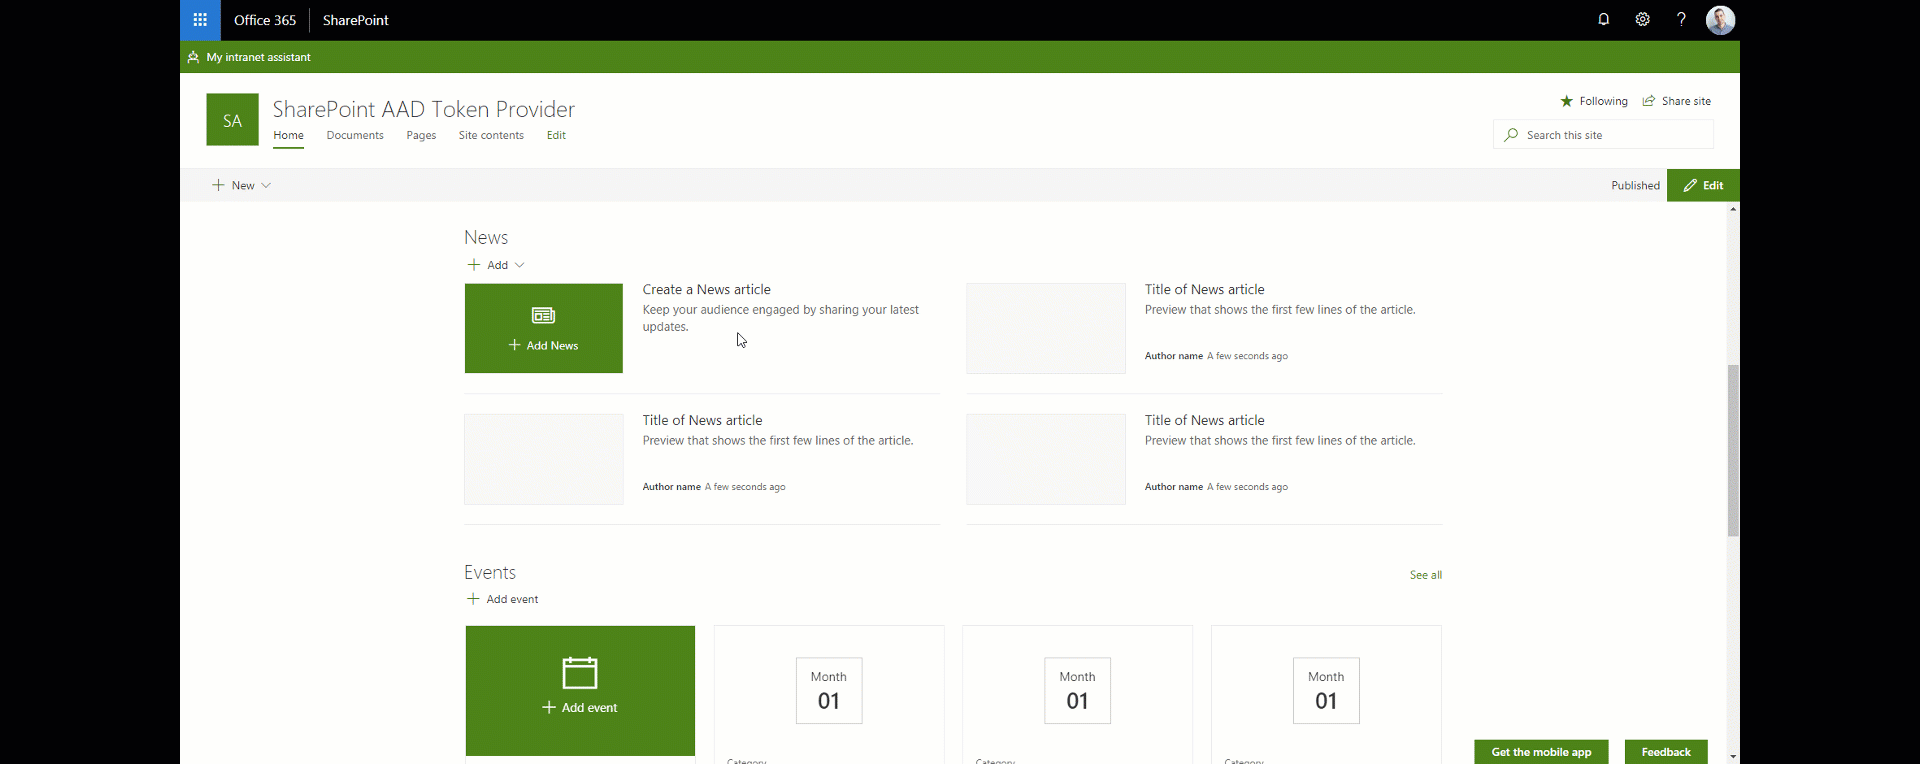 Office 365 SharePoint ?
My intranet assistant
SA
SharePoint AAD Token Provider
Following Share site
Home Documents Pages Site contents Edit
Search this site
New
Published Edit
News
Add
Add News
Create a News article
Keep your audience engaged by sharing your latest
updates.
Title of News article
Preview that shows the first few lines of the article.
Author name A few seconds ago
Title of News article
Preview that shows the first few lines of the article.
Author name A few seconds ago
Title of News article
Preview that shows the first few lines of the article.
Author name A few seconds ago
Events
See all
Add event
Add event
Month
01
Category
Month
01
Category
Month
01
Category
Get the mobile app Feedback